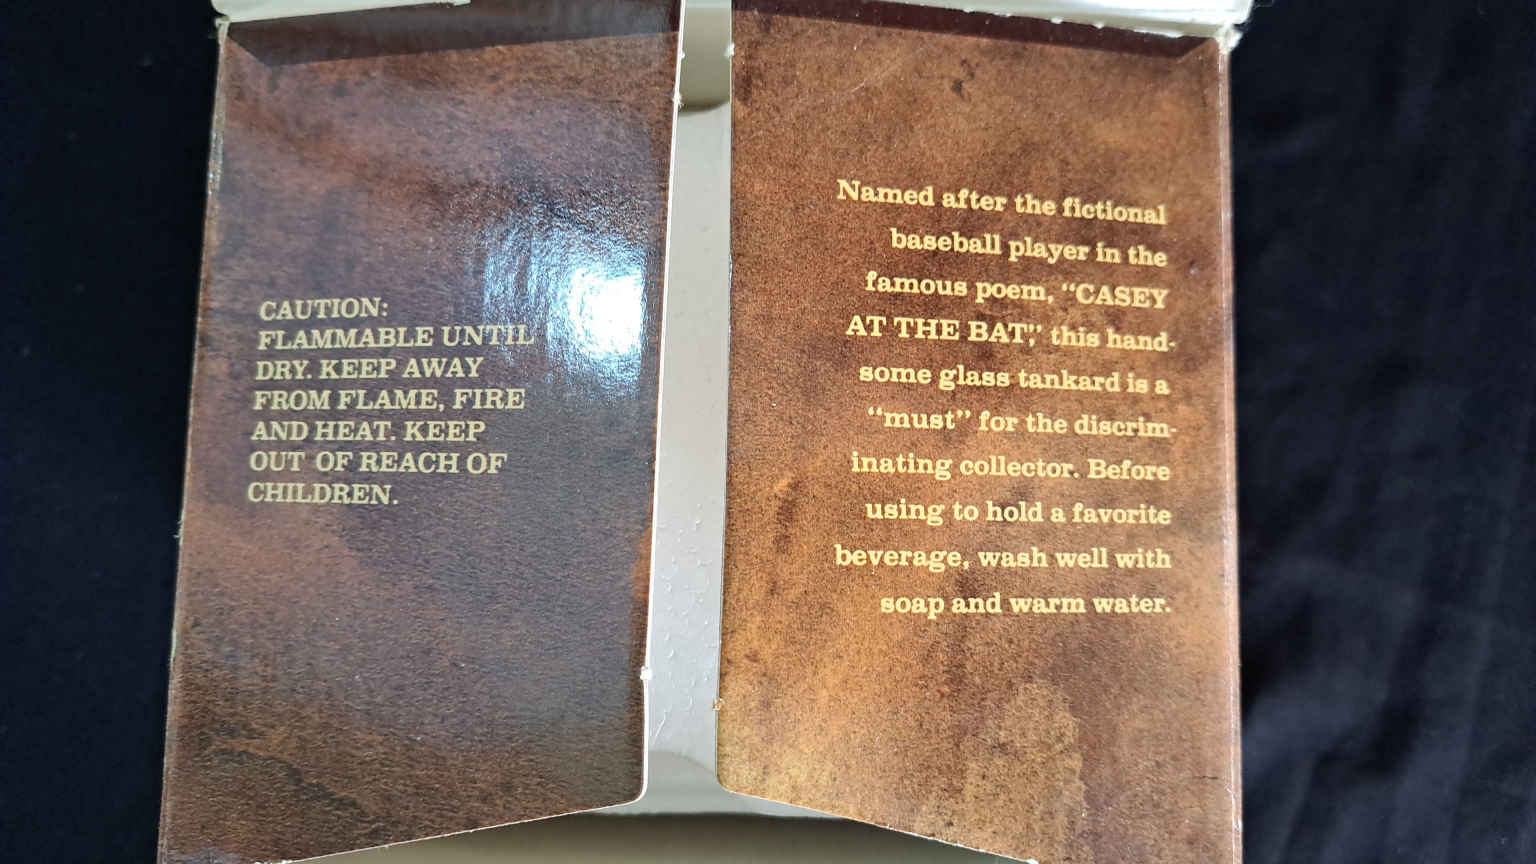 CAUTION:
FLAMMABLE UNTIL
DRY. KEEP AWAY
FROM FLAME, FIRE
AND HEAT. KEEP
OUT OF REACH OF
CHILDREN.
Named after the fictional
baseball player in the
famous poem, “CASEY
AT THE BAT,” this hand-
some glass tankard is a
“must” for the discrim-
inating collector. Before
using to hold a favorite
beverage, wash well with
soap and warm water.